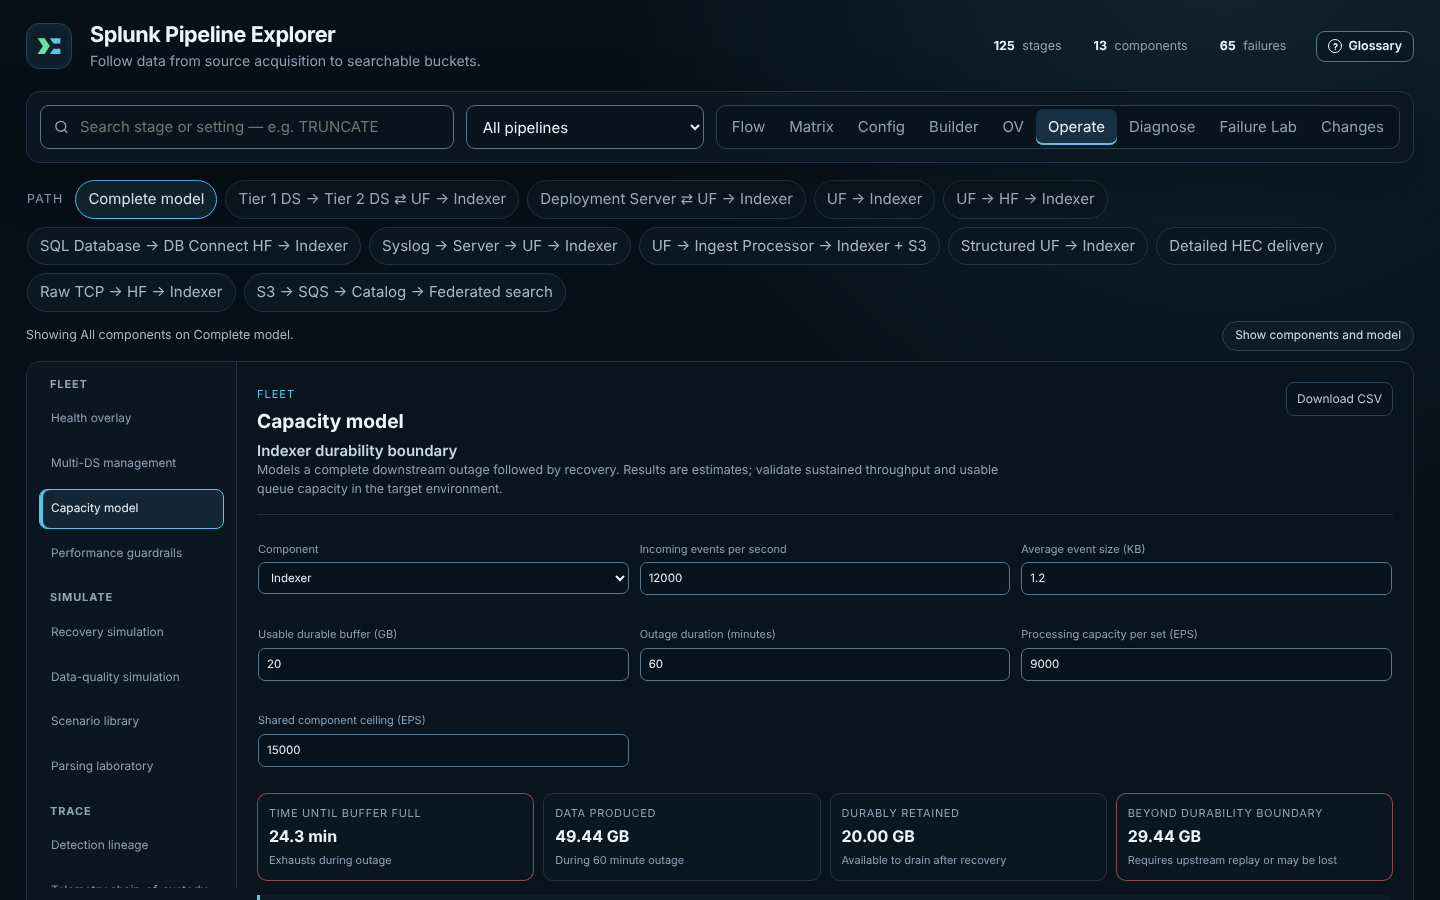 Splunk Pipeline Explorer
Follow data from source acquisition to searchable buckets.
125 stages
13 components
65 failures
? Glossary
Search stage or setting — e.g. TRUNCATE
All pipelines
Flow
Matrix
Config
Builder
OV
Operate
Diagnose
Failure Lab
Changes
PATH
Complete model
Tier 1 DS → Tier 2 DS ⇄ UF → Indexer
Deployment Server ⇄ UF → Indexer
UF → Indexer
UF → HF → Indexer
SQL Database → DB Connect HF → Indexer
Syslog → Server → UF → Indexer
UF → Ingest Processor → Indexer + S3
Structured UF → Indexer
Detailed HEC delivery
Raw TCP → HF → Indexer
S3 → SQS → Catalog → Federated search
Showing All components on Complete model.
Show components and model
FLEET
Health overlay
Multi-DS management
Capacity model
Performance guardrails
SIMULATE
Recovery simulation
Data-quality simulation
Scenario library
Parsing laboratory
TRACE
Detection lineage
Telemetry chain-of-custody
FLEET
Capacity model
Download CSV
Indexer durability boundary
Models a complete downstream outage followed by recovery. Results are estimates; validate sustained throughput and usable
queue capacity in the target environment.
Component
Indexer
Incoming events per second
12000
Average event size (KB)
1.2
Usable durable buffer (GB)
20
Outage duration (minutes)
60
Processing capacity per set (EPS)
9000
Shared component ceiling (EPS)
15000
TIME UNTIL BUFFER FULL
24.3 min
Exhausts during outage
DATA PRODUCED
49.44 GB
During 60 minute outage
DURABLY RETAINED
20.00 GB
Available to drain after recovery
BEYOND DURABILITY BOUNDARY
29.44 GB
Requires upstream replay or may be lost